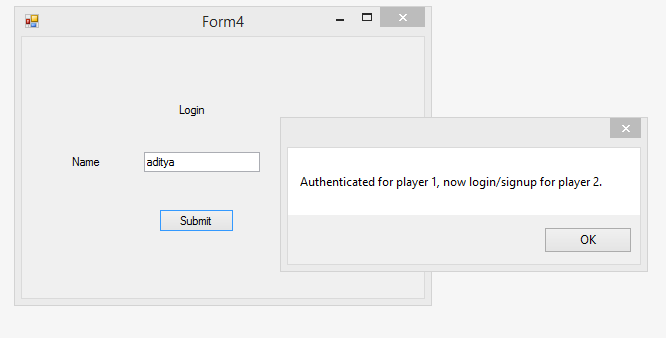 Form4
Login
Name
aditya
Submit
Authenticated for player 1, now login/signup for player 2.
OK